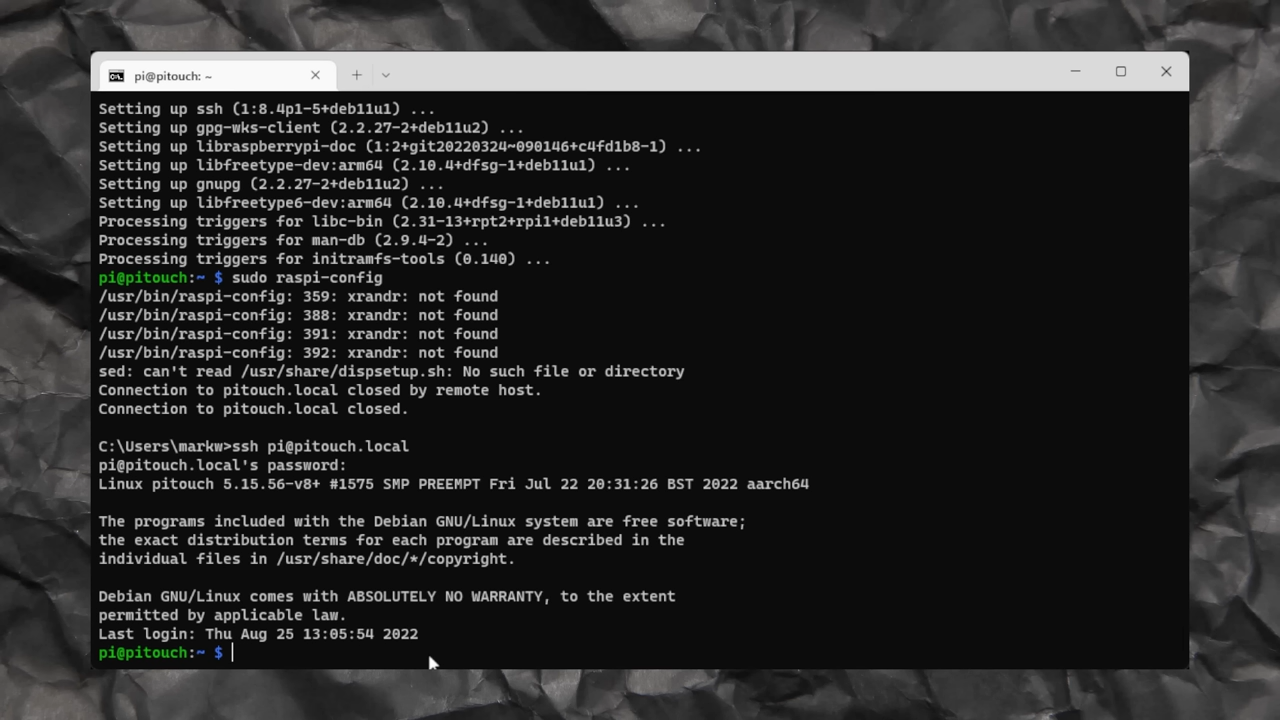 pi@pitouch: ~
Setting up ssh (1:8.4p1-5+deb11u1) ...
Setting up gpg-wks-client (2.2.27-2+deb11u2) ...
Setting up libraspberrypi-doc (1:2+git20220324~090146+c4fd1b8-1) ...
Setting up libfreetype-dev:arm64 (2.10.4+dfsg-1+deb11u1) ...
Setting up gnupg (2.2.27-2+deb11u2) ...
Setting up libfreetype6-dev:arm64 (2.10.4+dfsg-1+deb11u1) ...
Processing triggers for libc-bin (2.31-13+rpt2+rpi1+deb11u3) ...
Processing triggers for man-db (2.9.4-2) ...
Processing triggers for initramfs-tools (0.140) ...
pi@pitouch:~ $ sudo raspi-config
/usr/bin/raspi-config: 359: xrandr: not found
/usr/bin/raspi-config: 388: xrandr: not found
/usr/bin/raspi-config: 391: xrandr: not found
/usr/bin/raspi-config: 392: xrandr: not found
sed: can't read /usr/share/dispsetup.sh: No such file or directory
Connection to pitouch.local closed by remote host.
Connection to pitouch.local closed.
C:\Users\markw>ssh pi@pitouch.local
pi@pitouch.local's password:
Linux pitouch 5.15.56-v8+ #1575 SMP PREEMPT Fri Jul 22 20:31:26 BST 2022 aarch64
The programs included with the Debian GNU/Linux system are free software;
the exact distribution terms for each program are described in the
individual files in /usr/share/doc/*/copyright.
Debian GNU/Linux comes with ABSOLUTELY NO WARRANTY, to the extent
permitted by applicable law.
Last login: Thu Aug 25 13:05:54 2022
pi@pitouch:~ $